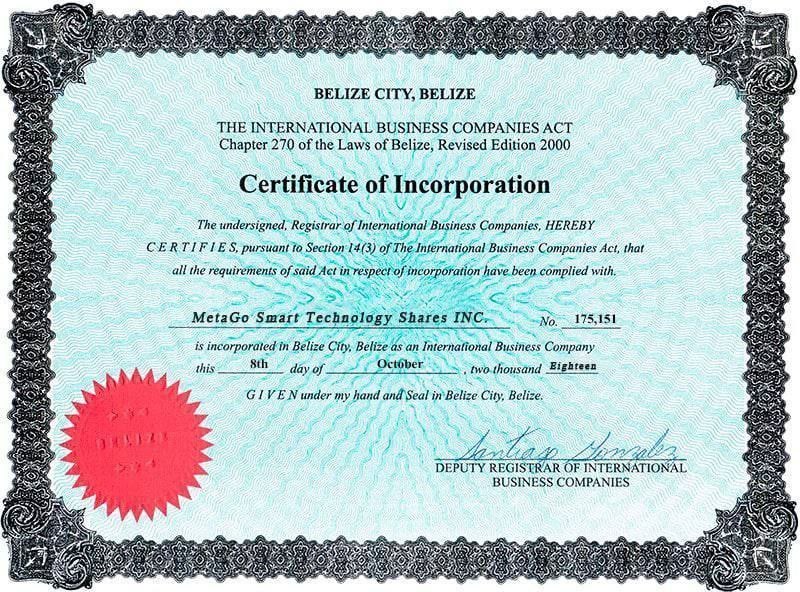 BELIZE CITY, BELIZE
THE INTERNATIONAL BUSINESS COMPANIES ACT
Chapter 270 of the Laws of Belize, Revised Edition 2000
Certificate of Incorporation
The undersigned, Registrar of International Business Companies, HEREBY
CERTIFIES, pursuant to Section 14(3) of The International Business Companies Act, that
all the requirements of said Act in respect of incorporation have been complied with.
MetaGo Smart Technology Shares INC. No. 175,151
is incorporated in Belize City, Belize as an International Business Company
this 8th day of October, two thousand Eighteen
GIVEN under my hand and Seal in Belize City, Belize.
BELIZE
Santiago Gonzalez
DEPUTY REGISTRAR OF INTERNATIONAL
BUSINESS COMPANIES